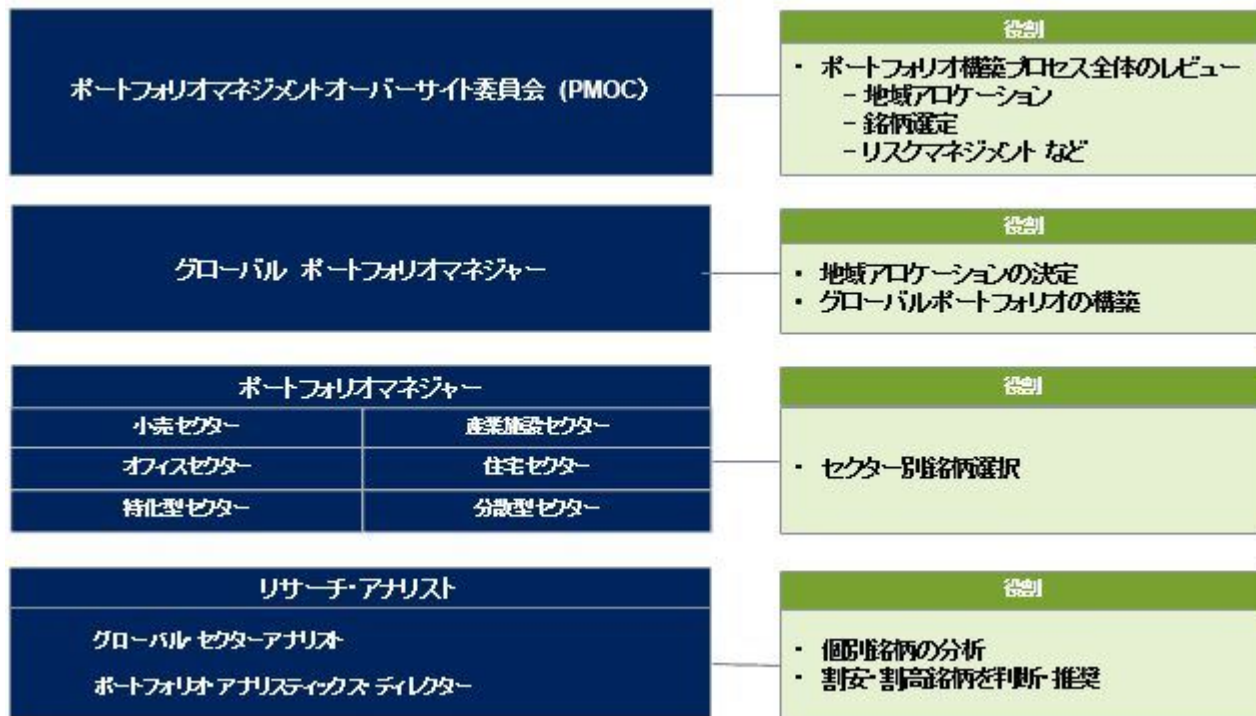 ポートフォリオマネジメントオーバーサイト委員会 (PMOC)
役割
・ ポートフォリオ構築プロセス全体のレビュー
－地域アロケーション
－銘柄選定
－リスクマネジメント など
グローバル ポートフォリオマネジャー
役割
・ 地域アロケーションの決定
・ グローバルポートフォリオの構築
ポートフォリオマネジャー
小売セクター
産業施設セクター
オフィスセクター
住宅セクター
特化型セクター
分散型セクター
役割
・ セクター別銘柄選択
リサーチ・アナリスト
グローバル・セクターアナリスト
ポートフォリオ・アナリスティックス・ディレクター
役割
・ 個別銘柄の分析
・ 割安・割高銘柄を判断・推奨